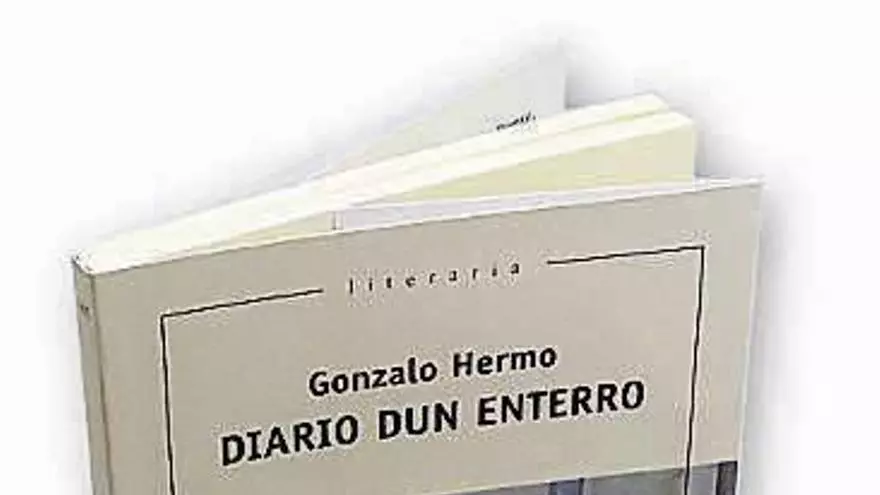 literaria
Gonzalo Hermo
DIARIO DUN ENTERRO